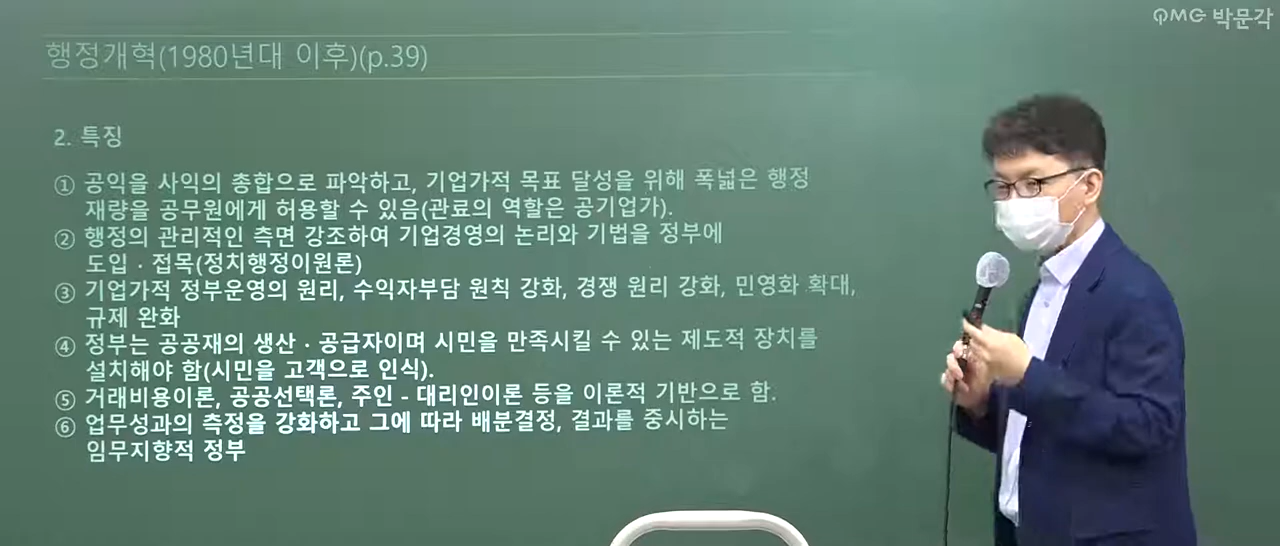 QMG 박문각
행정개혁(1980년대 이후)(p.39)
2. 특징
① 공익을 사익의 총합으로 파악하고, 기업가적 목표 달성을 위해 폭넓은 행정
재량을 공무원에게 허용할 수 있음(관료의 역할은 공기업가).
② 행정의 관리적인 측면 강조하여 기업경영의 논리와 기법을 정부에
도입 · 접목(정치행정이원론)
③ 기업가적 정부운영의 원리, 수익자부담 원칙 강화, 경쟁 원리 강화, 민영화 확대,
규제 완화
④ 정부는 공공재의 생산 · 공급자이며 시민을 만족시킬 수 있는 제도적 장치를
설치해야 함(시민을 고객으로 인식).
⑤ 거래비용이론, 공공선택론, 주인 - 대리인이론 등을 이론적 기반으로 함.
⑥ 업무성과의 측정을 강화하고 그에 따라 배분결정, 결과를 중시하는
임무지향적 정부